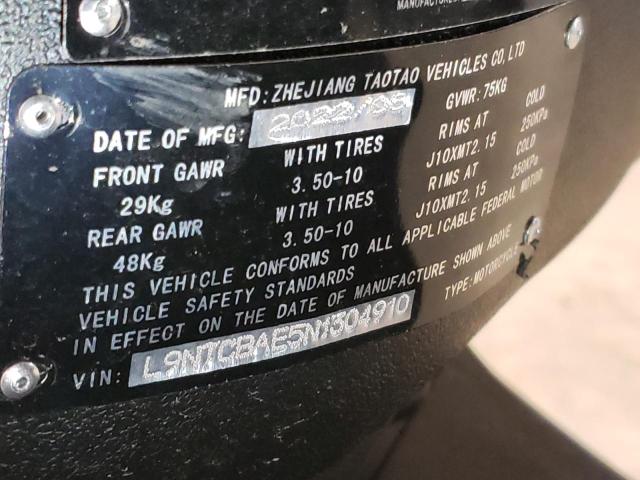 MFD: ZHEJIANG TAOTAO VEHICLES CO, LTD
DATE OF MFG:
GVWR: 75KG
FRONT GAWR WITH TIRES RIMS AT COLD
29Kg 3.50-10 J10XMT2.15 250KPa
REAR GAWR WITH TIRES RIMS AT COLD
48Kg 3.50-10 J10XMT2.15 250KPa
THIS VEHICLE CONFORMS TO ALL APPLICABLE FEDERAL MOTOR
VEHICLE SAFETY STANDARDS
IN EFFECT ON THE DATE OF MANUFACTURE SHOWN ABOVE
VIN: L9NTCBAE5N1304910 TYPE: MOTORCYCLE